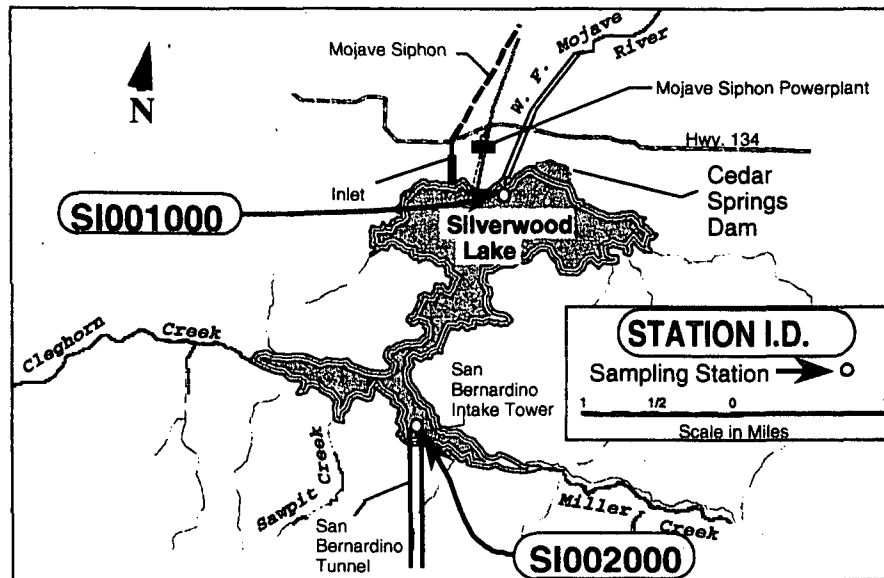 Mojave Siphon
W. F. Mojave
River
Mojave Siphon Powerplant
N
Hwy. 134
Inlet
Cedar
Springs
Dam
SI001000
Silverwood
Lake
Cleghorn
Creek
STATION I.D.
Sampling Station
San
Bernardino
Intake Tower
1 1/2 0 1
Scale in Miles
Sawpit Creek
Miller
Creek
San
Bernardino
Tunnel
SI002000